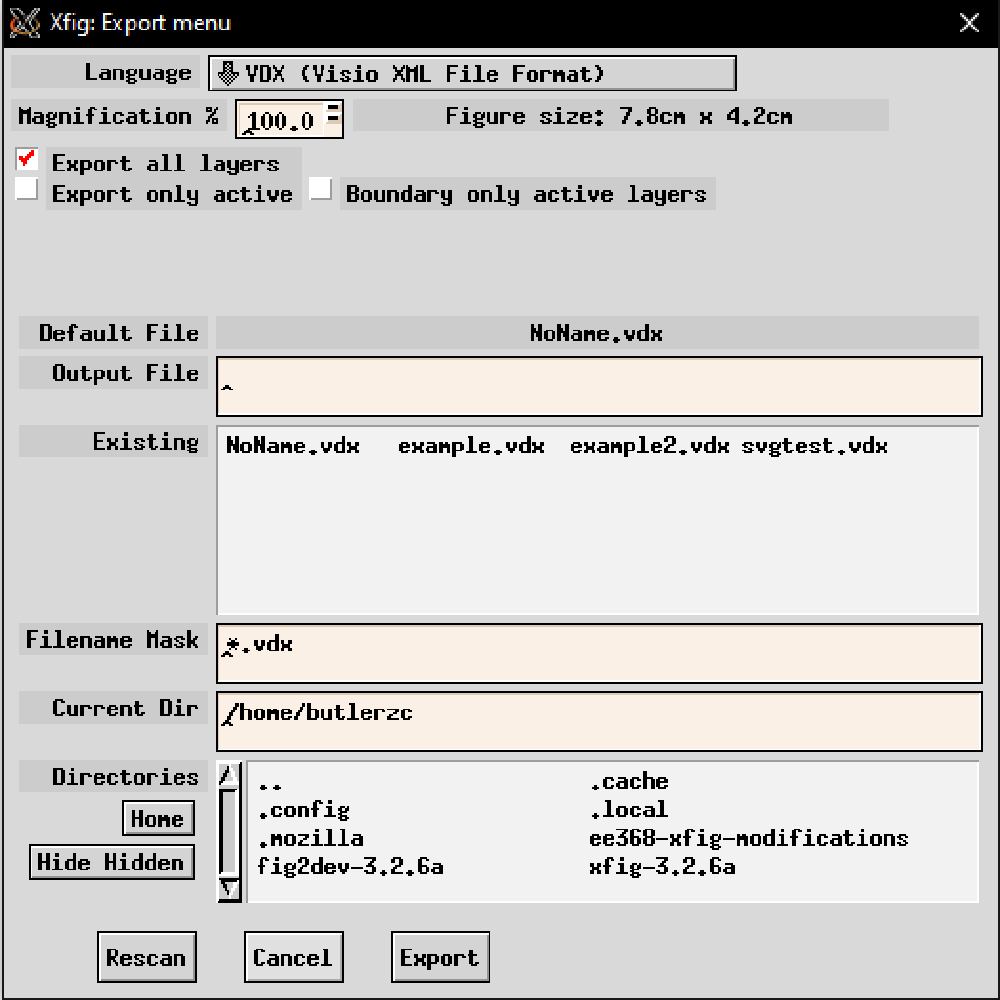 Xfig: Export menu
Language VDX (Visio XML File Format)
Magnification % 100.0 Figure size: 7.8cm x 4.2cm
Export all layers
Export only active Boundary only active layers
Default File NoName.vdx
Output File
Existing NoName.vdx example.vdx example2.vdx svgtest.vdx
Filename Mask *.vdx
Current Dir /home/butlerzc
Directories .. .cache
Home .config .local
.mozilla ee368-xfig-modifications
Hide Hidden fig2dev-3.2.6a xfig-3.2.6a
Rescan Cancel Export